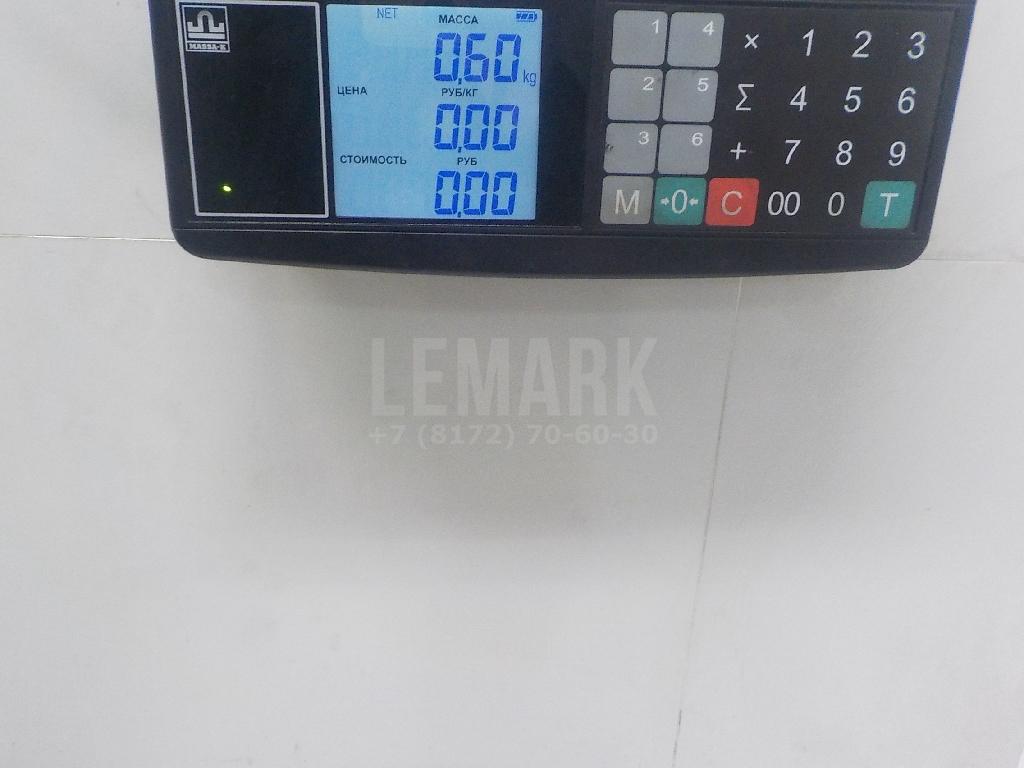 MASSA-K
NET МАССА
0,60 kg
ЦЕНА РУБ/КГ
0,00
СТОИМОСТЬ РУБ
0,00
1 4 × 1 2 3
2 5 Σ 4 5 6
3 6 + 7 8 9
M →0← C 00 0 T
LEMARK
+7 (8172) 70-60-30